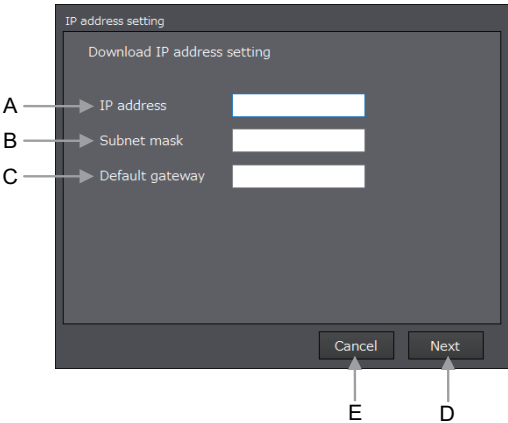 IP address setting
Download IP address setting
A IP address
B Subnet mask
C Default gateway
Cancel Next
E D